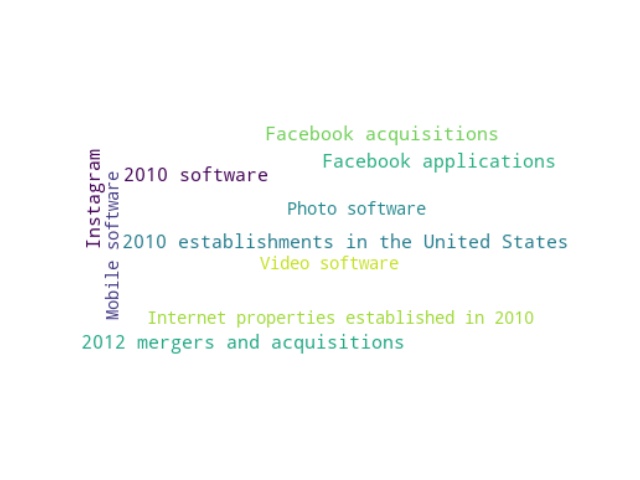 Facebook acquisitions
Facebook applications
Instagram
Mobile software
2010 software
Photo software
2010 establishments in the United States
Video software
Internet properties established in 2010
2012 mergers and acquisitions